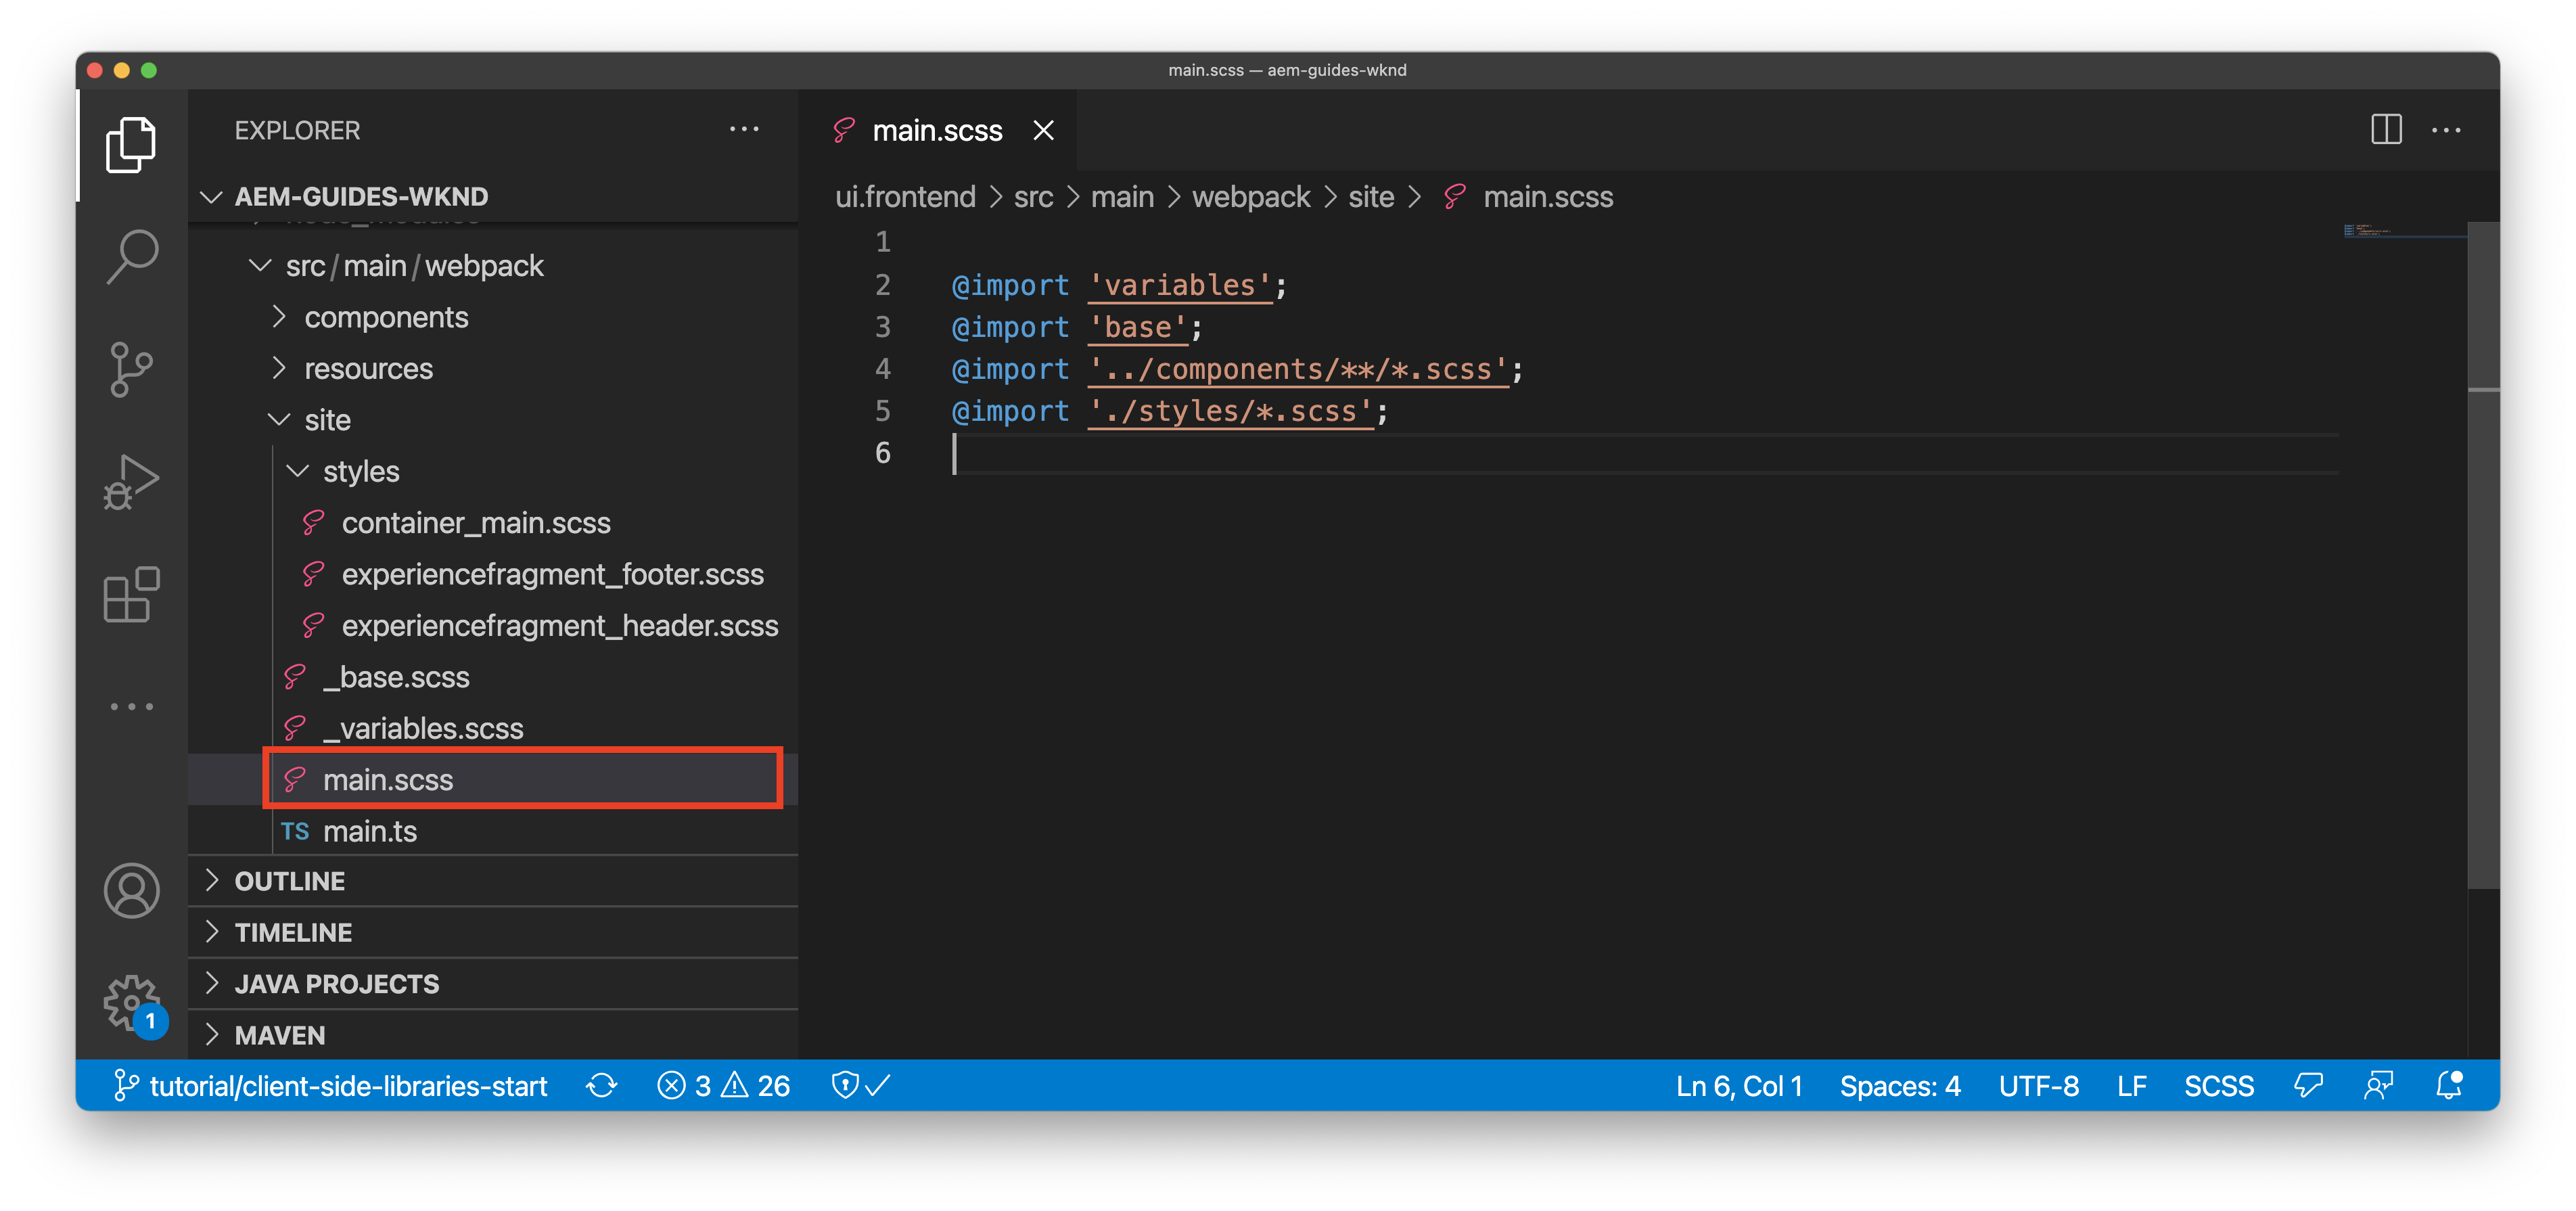 main.scss — aem-guides-wknd
EXPLORER
AEM-GUIDES-WKND
src/main/webpack
components
resources
site
styles
container_main.scss
experiencefragment_footer.scss
experiencefragment_header.scss
_base.scss
_variables.scss
main.scss
TS main.ts
OUTLINE
TIMELINE
JAVA PROJECTS
MAVEN
1
main.scss
ui.frontend > src > main > webpack > site > main.scss
1
2 @import 'variables';
3 @import 'base';
4 @import '../components/**/*.scss';
5 @import './styles/*.scss';
6
tutorial/client-side-libraries-start 3 26 Ln 6, Col 1 Spaces: 4 UTF-8 LF SCSS